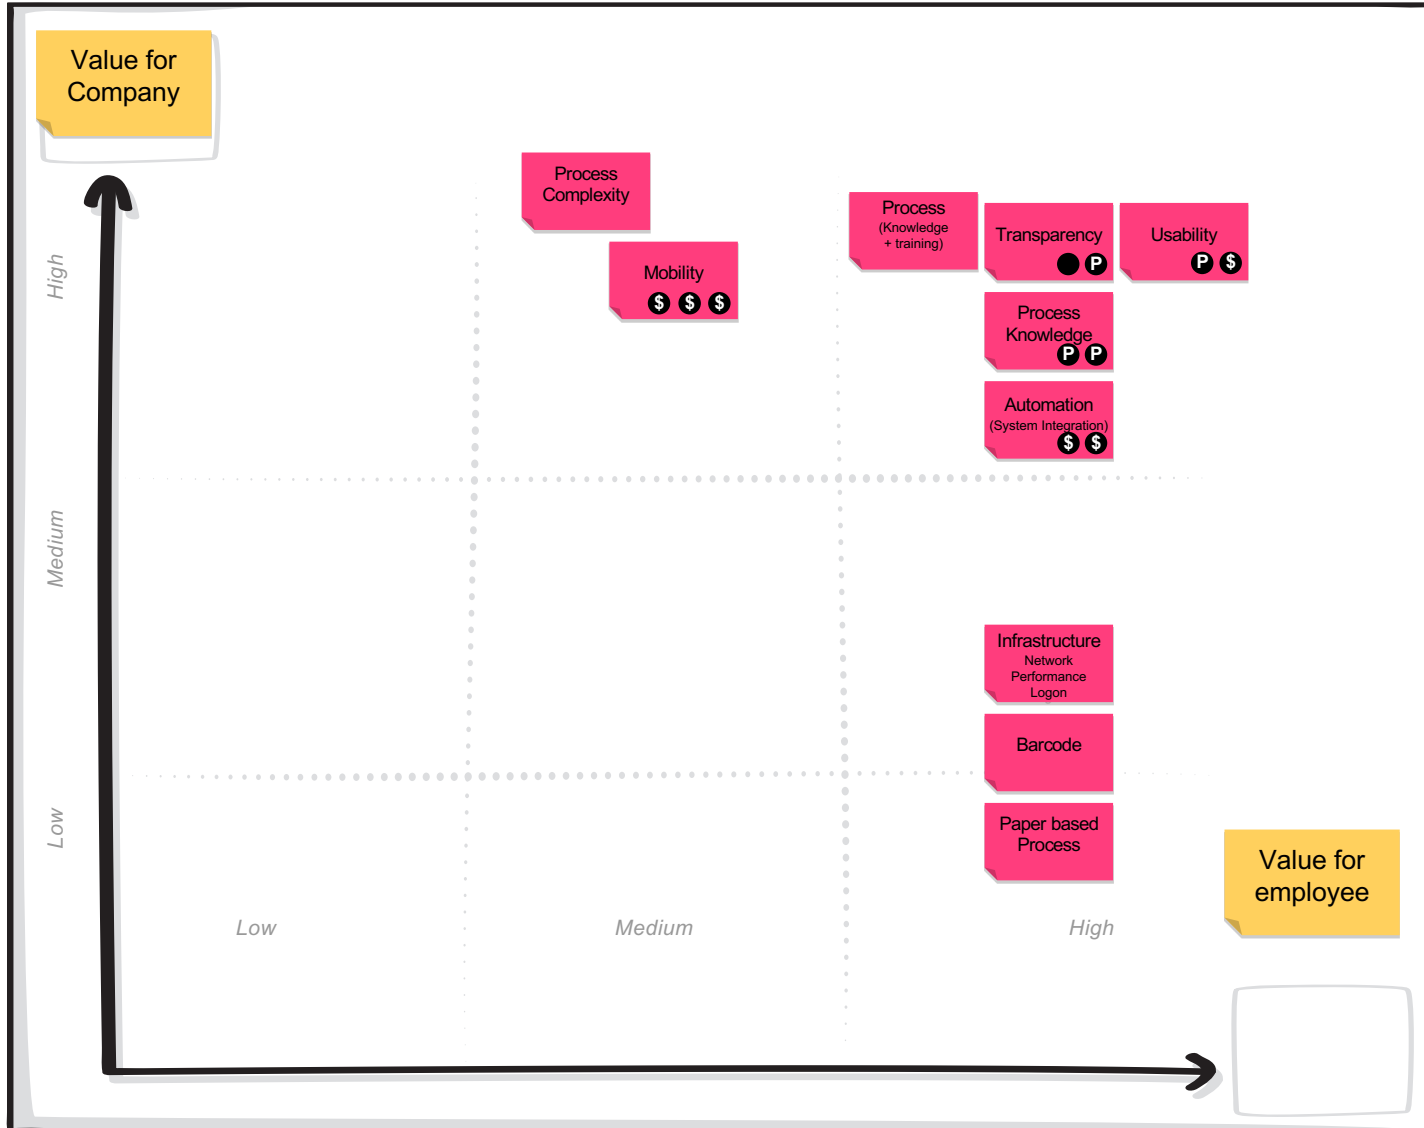 Value for
Company
Process
Complexity
Mobility
$ $ $
Process
(Knowledge
+ training)
Transparency
P
Usability
P $
Process
Knowledge
P P
Automation
(System Integration)
$ $
High
Medium
Low
Infrastructure
Network
Performance
Logon
Barcode
Paper based
Process
Value for
employee
Low
Medium
High